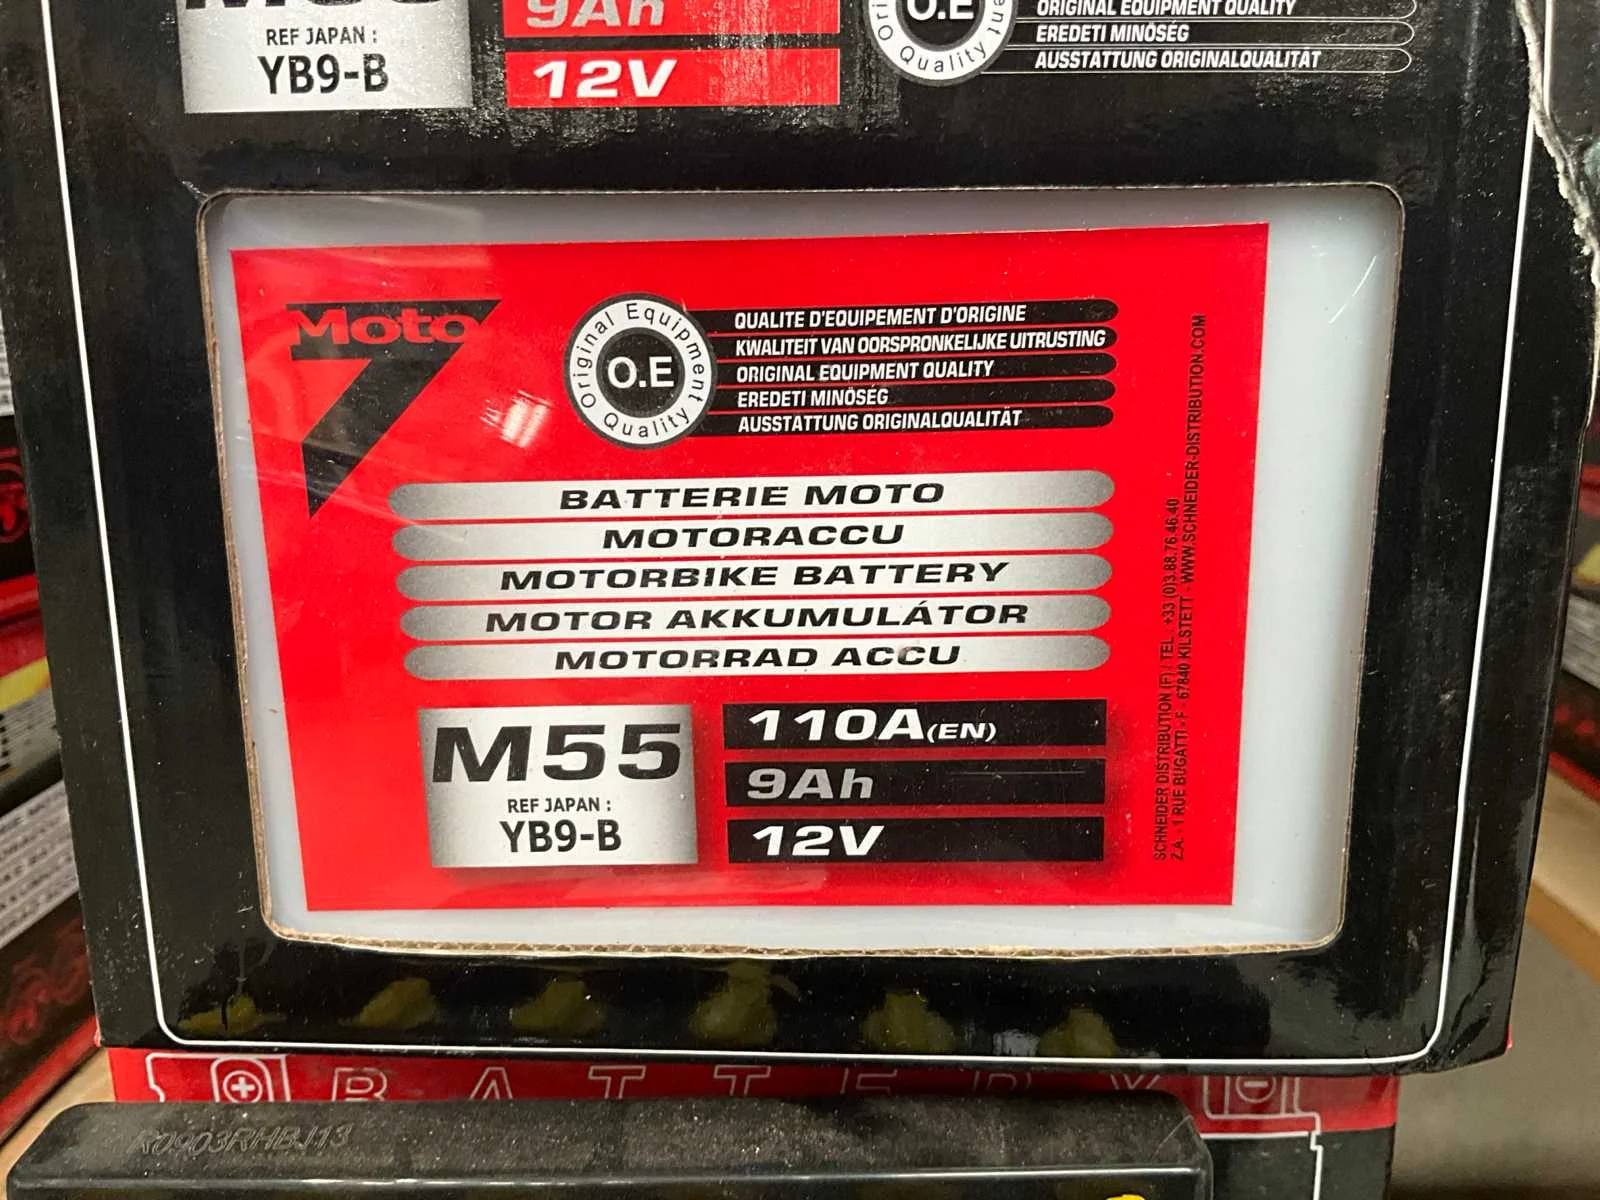 REF JAPAN :
YB9-B
9Ah
12V
O.E
Quality
ORIGINAL EQUIPMENT QUALITY
EREDETI MINŐSÉG
AUSSTATTUNG ORIGINALQUALITÄT
Moto
7
Original Equipment
O.E
Quality
QUALITE D'EQUIPEMENT D'ORIGINE
KWALITEIT VAN OORSPRONKELIJKE UITRUSTING
ORIGINAL EQUIPMENT QUALITY
EREDETI MINŐSÉG
AUSSTATTUNG ORIGINALQUALITÄT
BATTERIE MOTO
MOTORACCU
MOTORBIKE BATTERY
MOTOR AKKUMULÁTOR
MOTORRAD ACCU
M55
REF JAPAN :
YB9-B
110A(EN)
9Ah
12V
SCHNEIDER DISTRIBUTION (F) / TEL : +33 (0)3.88.76.46.40
Z.A. - 1 RUE BUGATTI - F - 67840 KILSTETT - WWW.SCHNEIDER-DISTRIBUTION.COM
BATTERY
R0903RHBJ13